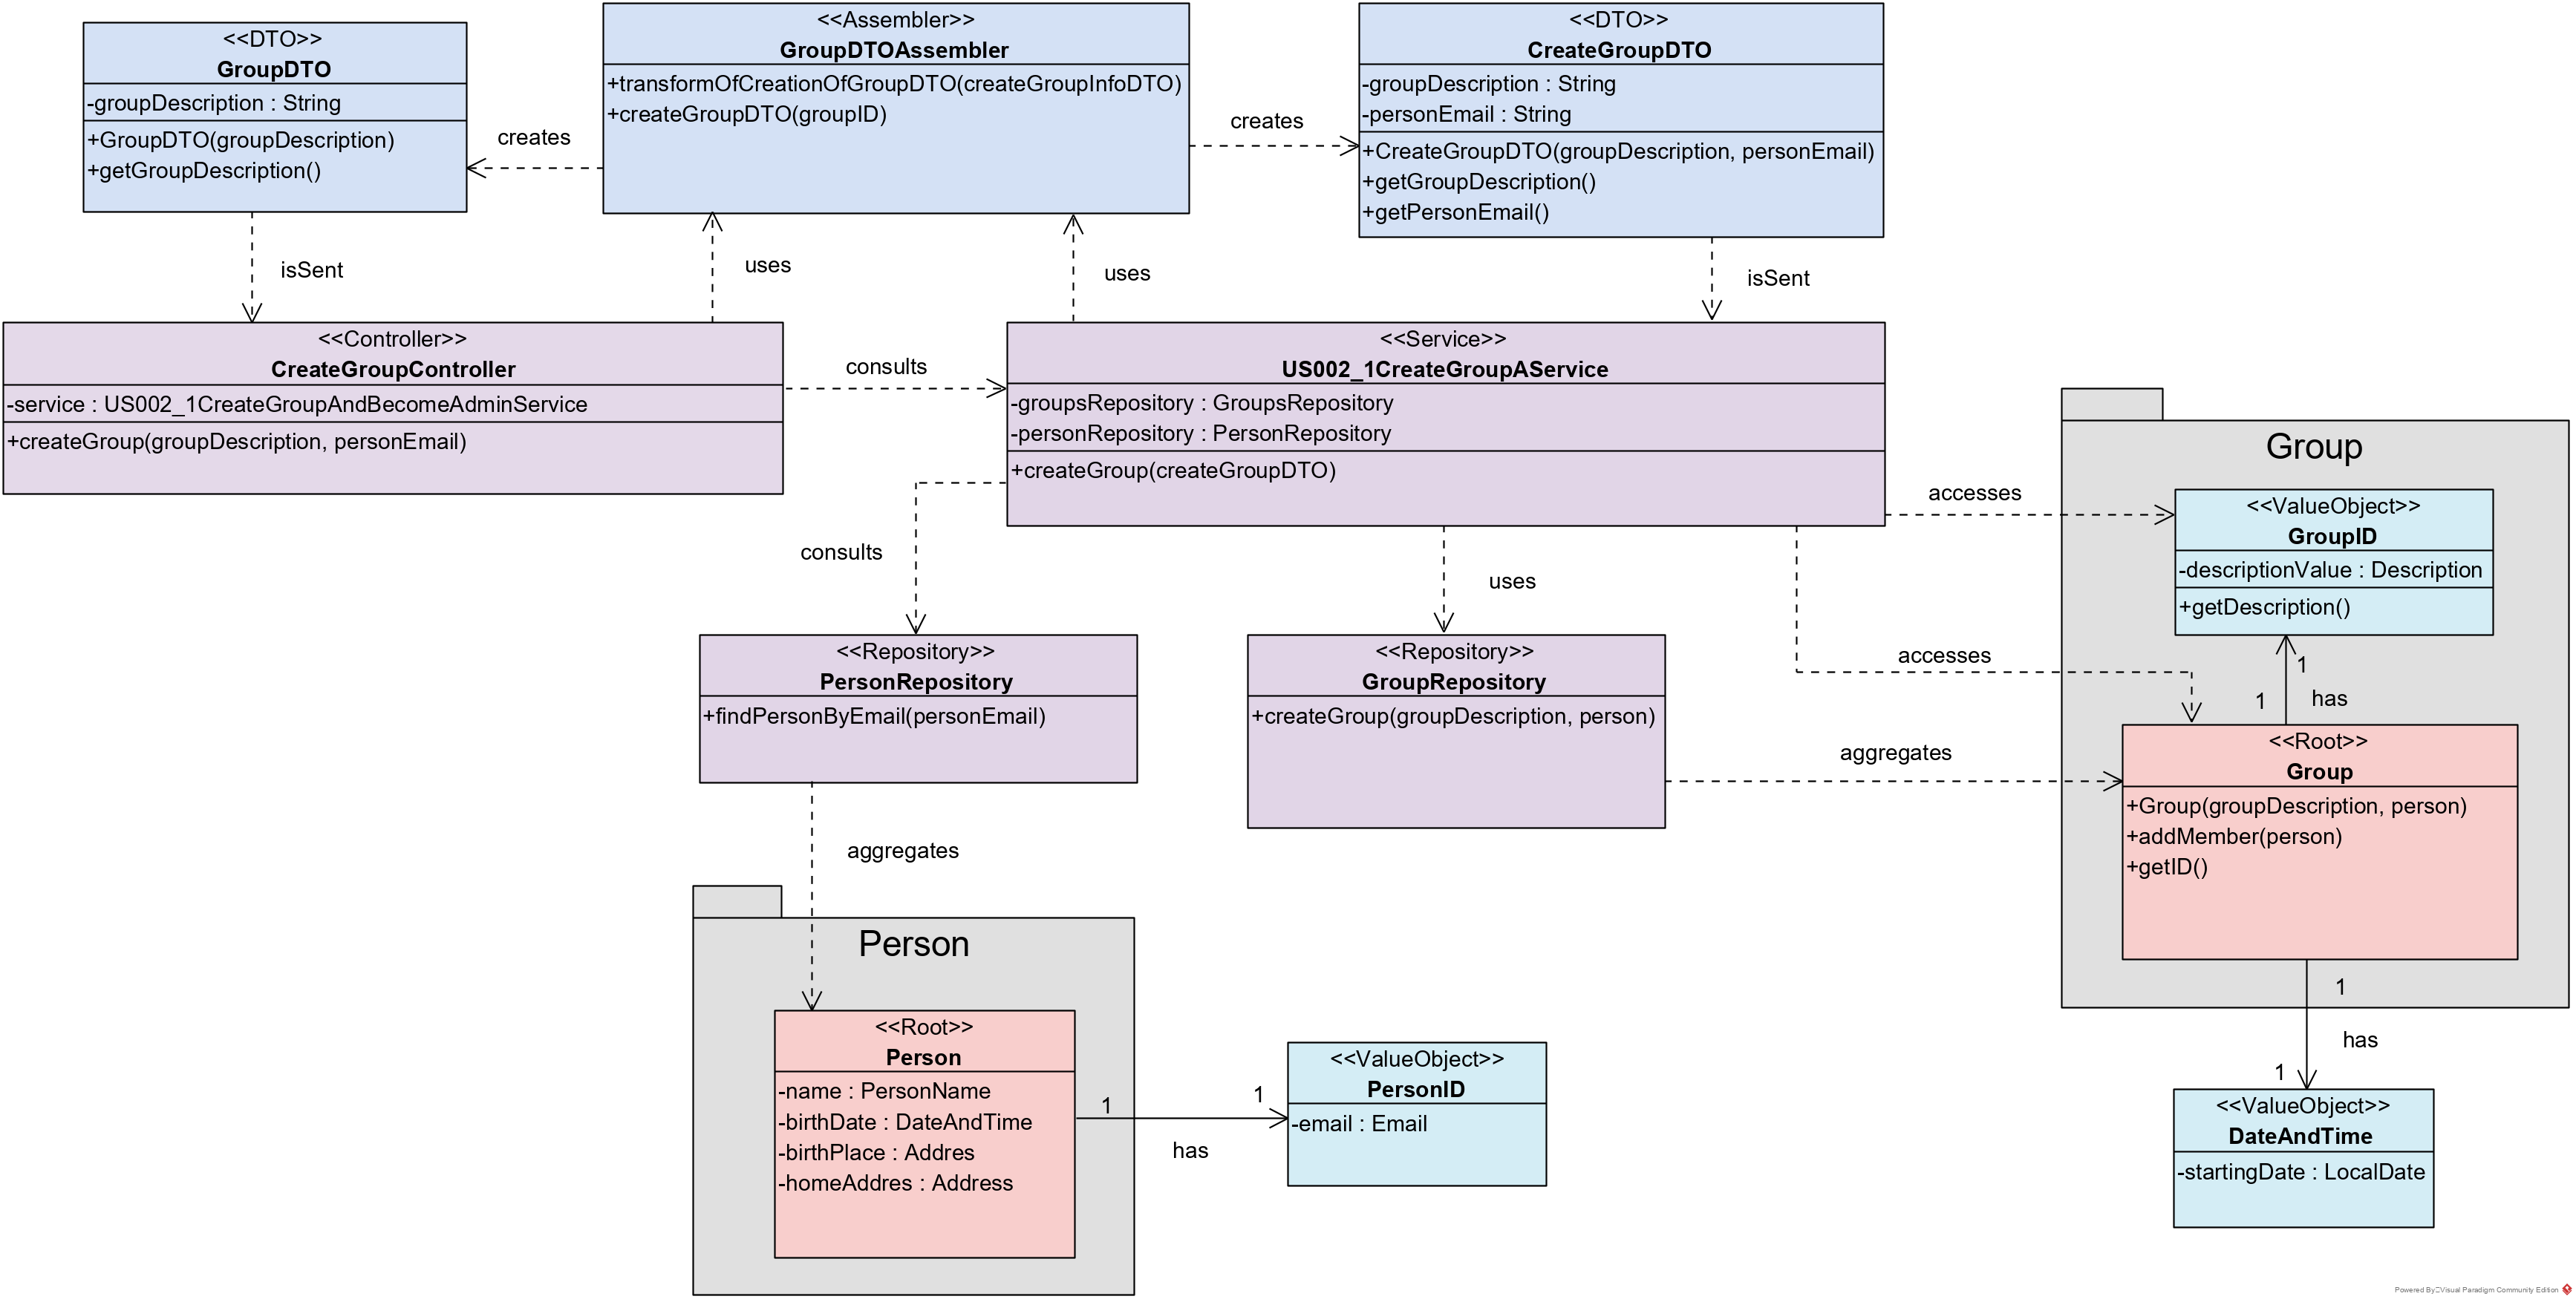 <<DTO>>
GroupDTO
-groupDescription : String
+GroupDTO(groupDescription)
+getGroupDescription()
creates
<<Assembler>>
GroupDTOAssembler
+transformOfCreationOfGroupDTO(createGroupInfoDTO)
+createGroupDTO(groupID)
creates
<<DTO>>
CreateGroupDTO
-groupDescription : String
-personEmail : String
+CreateGroupDTO(groupDescription, personEmail)
+getGroupDescription()
+getPersonEmail()
isSent
uses
uses
isSent
<<Controller>>
CreateGroupController
-service : US002_1CreateGroupAndBecomeAdminService
+createGroup(groupDescription, personEmail)
consults
<<Service>>
US002_1CreateGroupAService
-groupsRepository : GroupsRepository
-personRepository : PersonRepository
+createGroup(createGroupDTO)
consults
uses
accesses
accesses
Group
<<ValueObject>>
GroupID
-descriptionValue : Description
+getDescription()
1
1
has
<<Repository>>
PersonRepository
+findPersonByEmail(personEmail)
<<Repository>>
GroupRepository
+createGroup(groupDescription, person)
aggregates
<<Root>>
Group
+Group(groupDescription, person)
+addMember(person)
+getID()
aggregates
Person
<<Root>>
Person
-name : PersonName
-birthDate : DateAndTime
-birthPlace : Addres
-homeAddres : Address
1
1
has
<<ValueObject>>
PersonID
-email : Email
1
has
1
<<ValueObject>>
DateAndTime
-startingDate : LocalDate
Powered By Visual Paradigm Community Edition